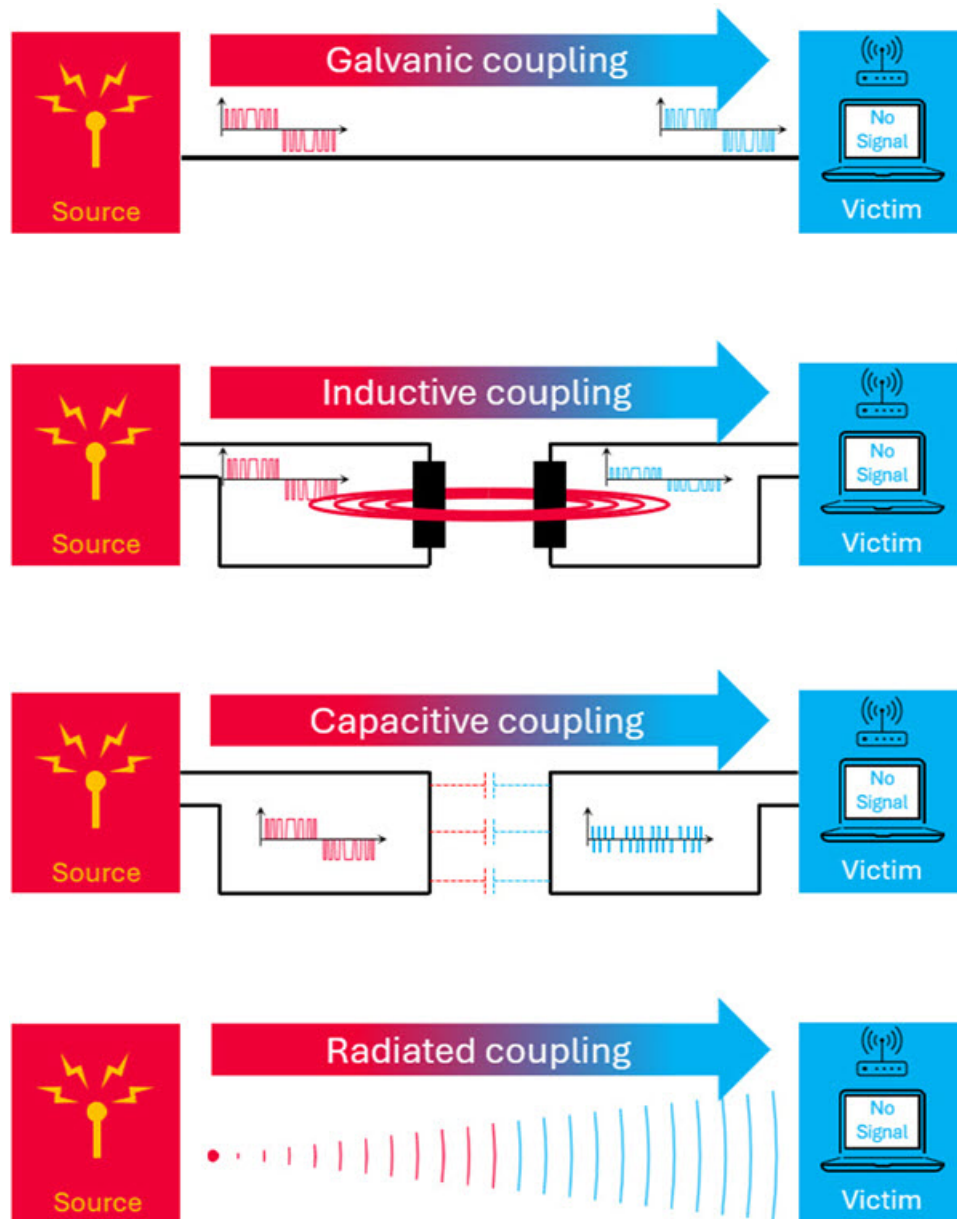 Galvanic coupling
Source
No
Signal
Victim
Inductive coupling
Source
No
Signal
Victim
Capacitive coupling
Source
No
Signal
Victim
Radiated coupling
Source
No
Signal
Victim